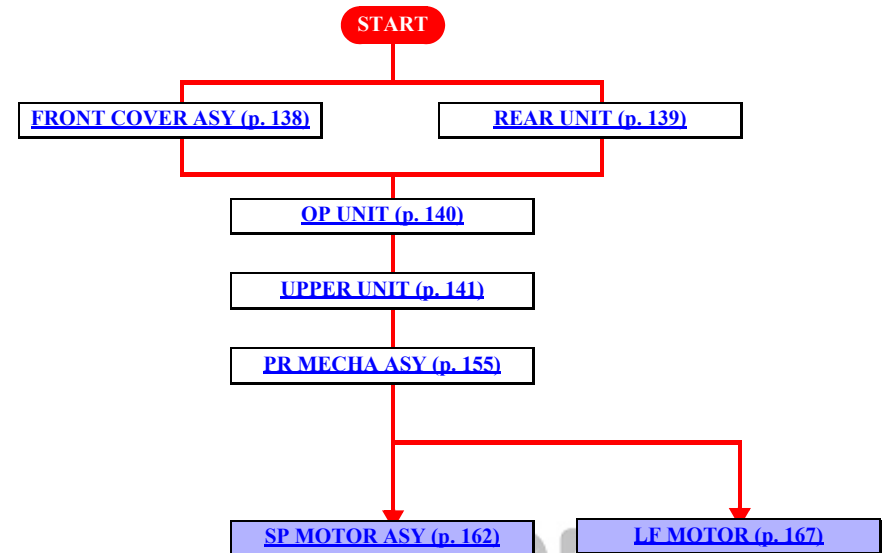 START
FRONT COVER ASY (p. 138)
REAR UNIT (p. 139)
OP UNIT (p. 140)
UPPER UNIT (p. 141)
PR MECHA ASY (p. 155)
SP MOTOR ASY (p. 162)
LF MOTOR (p. 167)